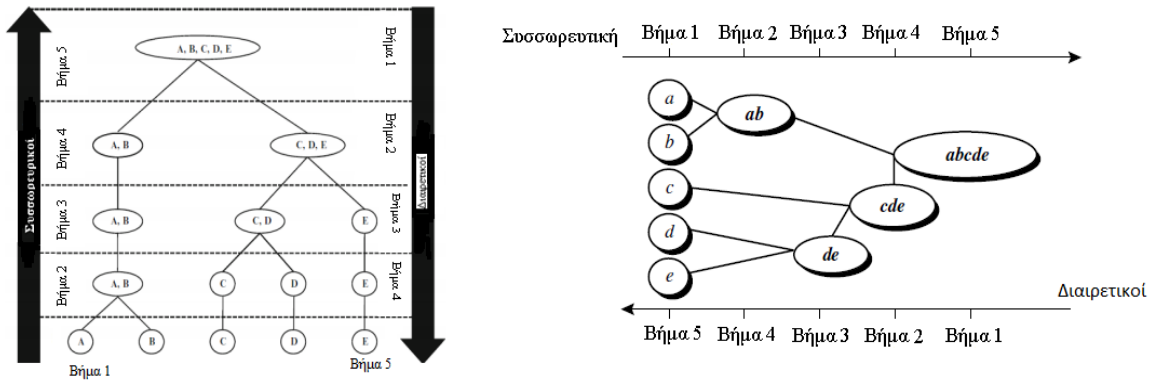 Συσσωρευρικοί
Βήμα 5
A, B, C, D, E
Βήμα 1
Βήμα 4
A, B
C, D, E
Βήμα 2
Διαιρετικοί
Βήμα 3
A, B
C, D
E
Βήμα 3
Βήμα 2
A, B
C
D
E
Βήμα 4
A
B
C
D
E
Βήμα 1
Βήμα 5
Συσσωρευτική
Βήμα 1 Βήμα 2 Βήμα 3 Βήμα 4 Βήμα 5
a
ab
b
abcde
c
cde
d
de
e
Διαιρετικοί
Βήμα 5 Βήμα 4 Βήμα 3 Βήμα 2 Βήμα 1